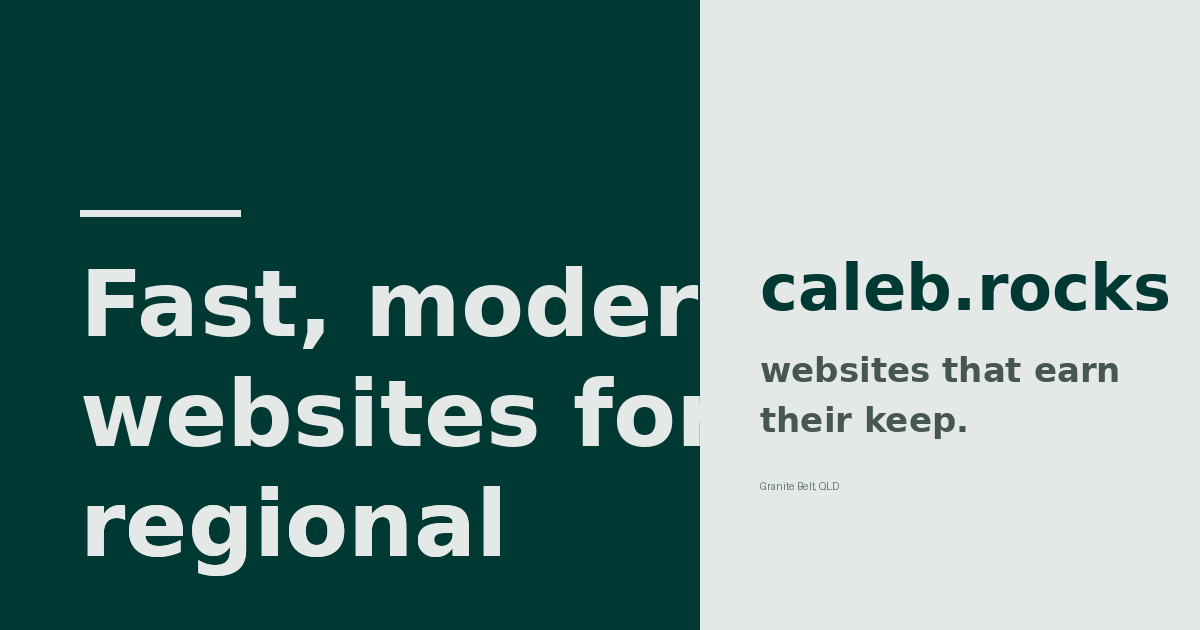 Fast, moder
websites for
regional
caleb.rocks
websites that earn
their keep.
Granite Belt, QLD